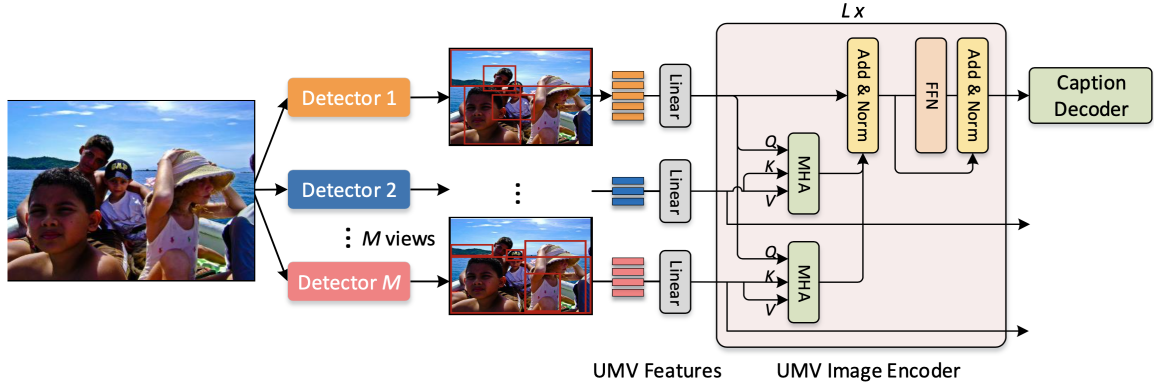 L x
Detector 1
Linear
Add & Norm
FFN
Add & Norm
Caption
Decoder
Q
K
V
MHA
Detector 2
⋮
Linear
⋮ M views
Detector M
Linear
Q
K
V
MHA
UMV Features
UMV Image Encoder